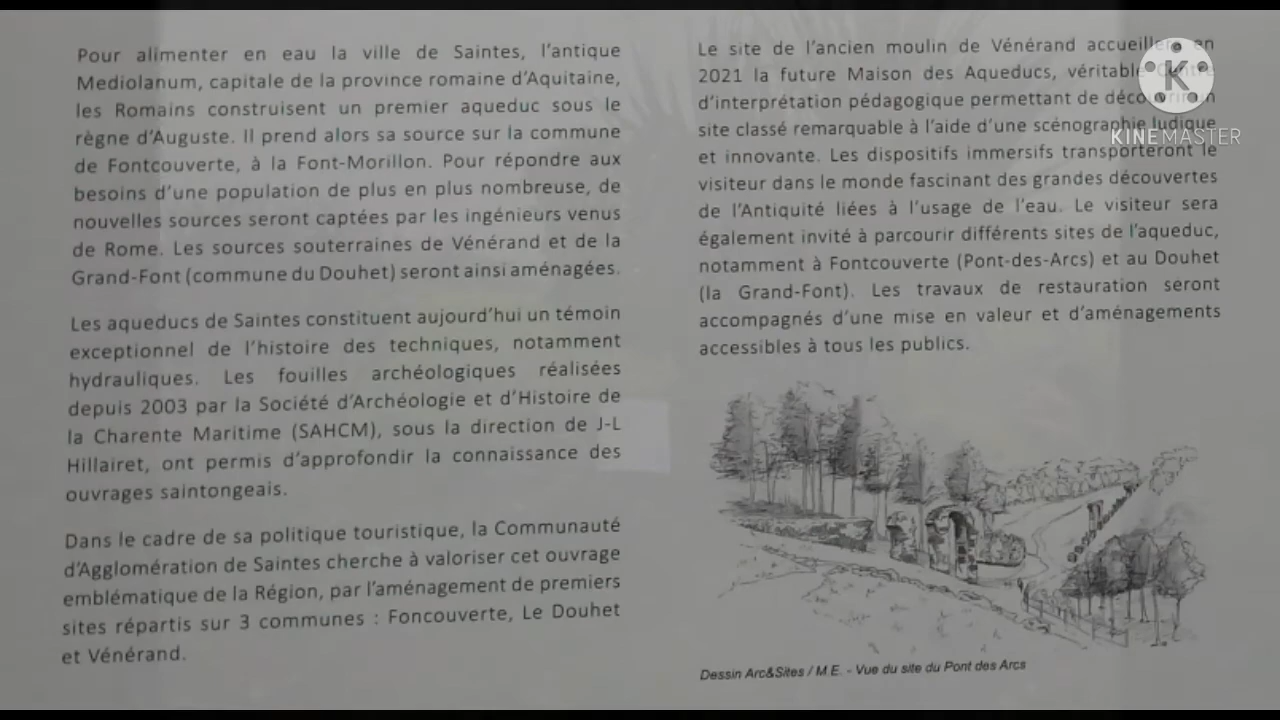 Pour alimenter en eau la ville de Saintes, l'antique
Mediolanum, capitale de la province romaine d'Aquitaine,
les Romains construisent un premier aqueduc sous le
règne d'Auguste. Il prend alors sa source sur la commune
de Fontcouverte, à la Font-Morillon. Pour répondre aux
besoins d'une population de plus en plus nombreuse, de
nouvelles sources seront captées par les ingénieurs venus
de Rome. Les sources souterraines de Vénérand et de la
Grand-Font (commune du Douhet) seront ainsi aménagées.
Les aqueducs de Saintes constituent aujourd'hui un témoin
exceptionnel de l'histoire des techniques, notamment
hydrauliques. Les fouilles archéologiques réalisées
depuis 2003 par la Société d'Archéologie et d'Histoire de
la Charente Maritime (SAHCM), sous la direction de J-L
Hillairet, ont permis d'approfondir la connaissance des
ouvrages saintongeais.
Dans le cadre de sa politique touristique, la Communauté
d'Agglomération de Saintes cherche à valoriser cet ouvrage
emblématique de la Région, par l'aménagement de premiers
sites répartis sur 3 communes : Foncouverte, Le Douhet
et Vénérand.
Le site de l'ancien moulin de Vénérand accueillera en
2021 la future Maison des Aqueducs, véritable Centre
d'interprétation pédagogique permettant de découvrir un
site classé remarquable à l'aide d'une scénographie ludique
et innovante. Les dispositifs immersifs transporteront le
visiteur dans le monde fascinant des grandes découvertes
de l'Antiquité liées à l'usage de l'eau. Le visiteur sera
également invité à parcourir différents sites de l'aqueduc,
notamment à Fontcouverte (Pont-des-Arcs) et au Douhet
(la Grand-Font). Les travaux de restauration seront
accompagnés d'une mise en valeur et d'aménagements
accessibles à tous les publics.
Dessin Arc&Sites / M.E. - Vue du site du Pont des Arcs
K
KINEMASTER